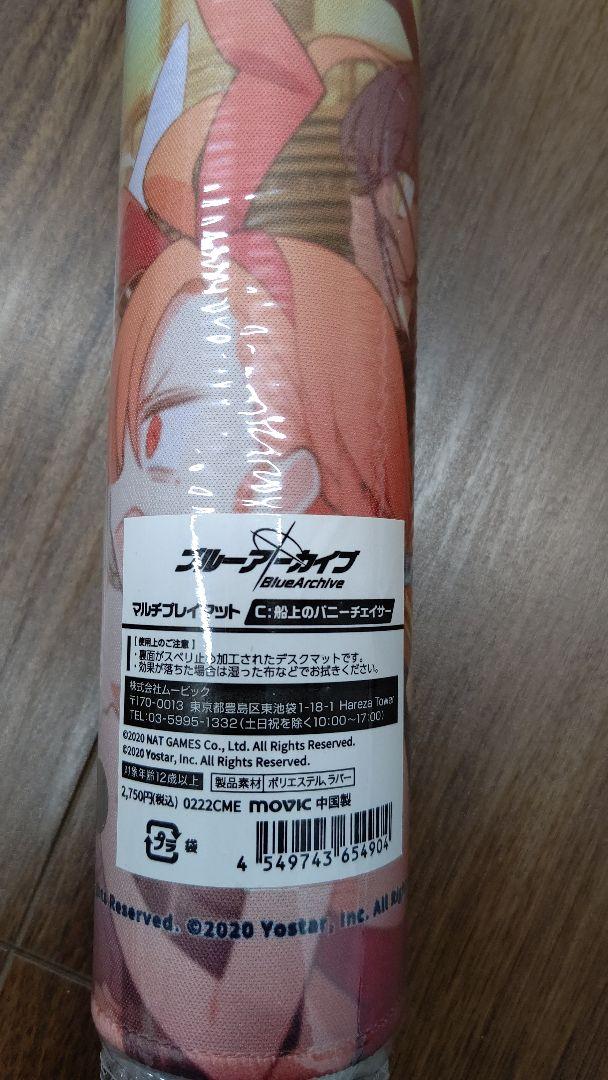 ブルーアーカイブ
BlueArchive
マルチプレイマット C:船上のバニーチェイサー
【使用上のご注意】
・裏面がスベリ止め加工されたデスクマットです。
・効果が落ちた場合は湿った布などでお拭きください。
株式会社ムービック
〒170-0013 東京都豊島区東池袋1-18-1 Hareza Tower
TEL:03-5995-1332(土日祝を除く10:00〜17:00)
©2020 NAT GAMES Co., Ltd. All Rights Reserved.
©2020 Yostar, Inc. All Rights Reserved.
対象年齢12歳以上 製品素材 ポリエステル、ラバー
2,750円(税込) 0222CME movic 中国製
プラ 袋
4 549743 654904
Reserved. ©2020 Yostar, Inc. All